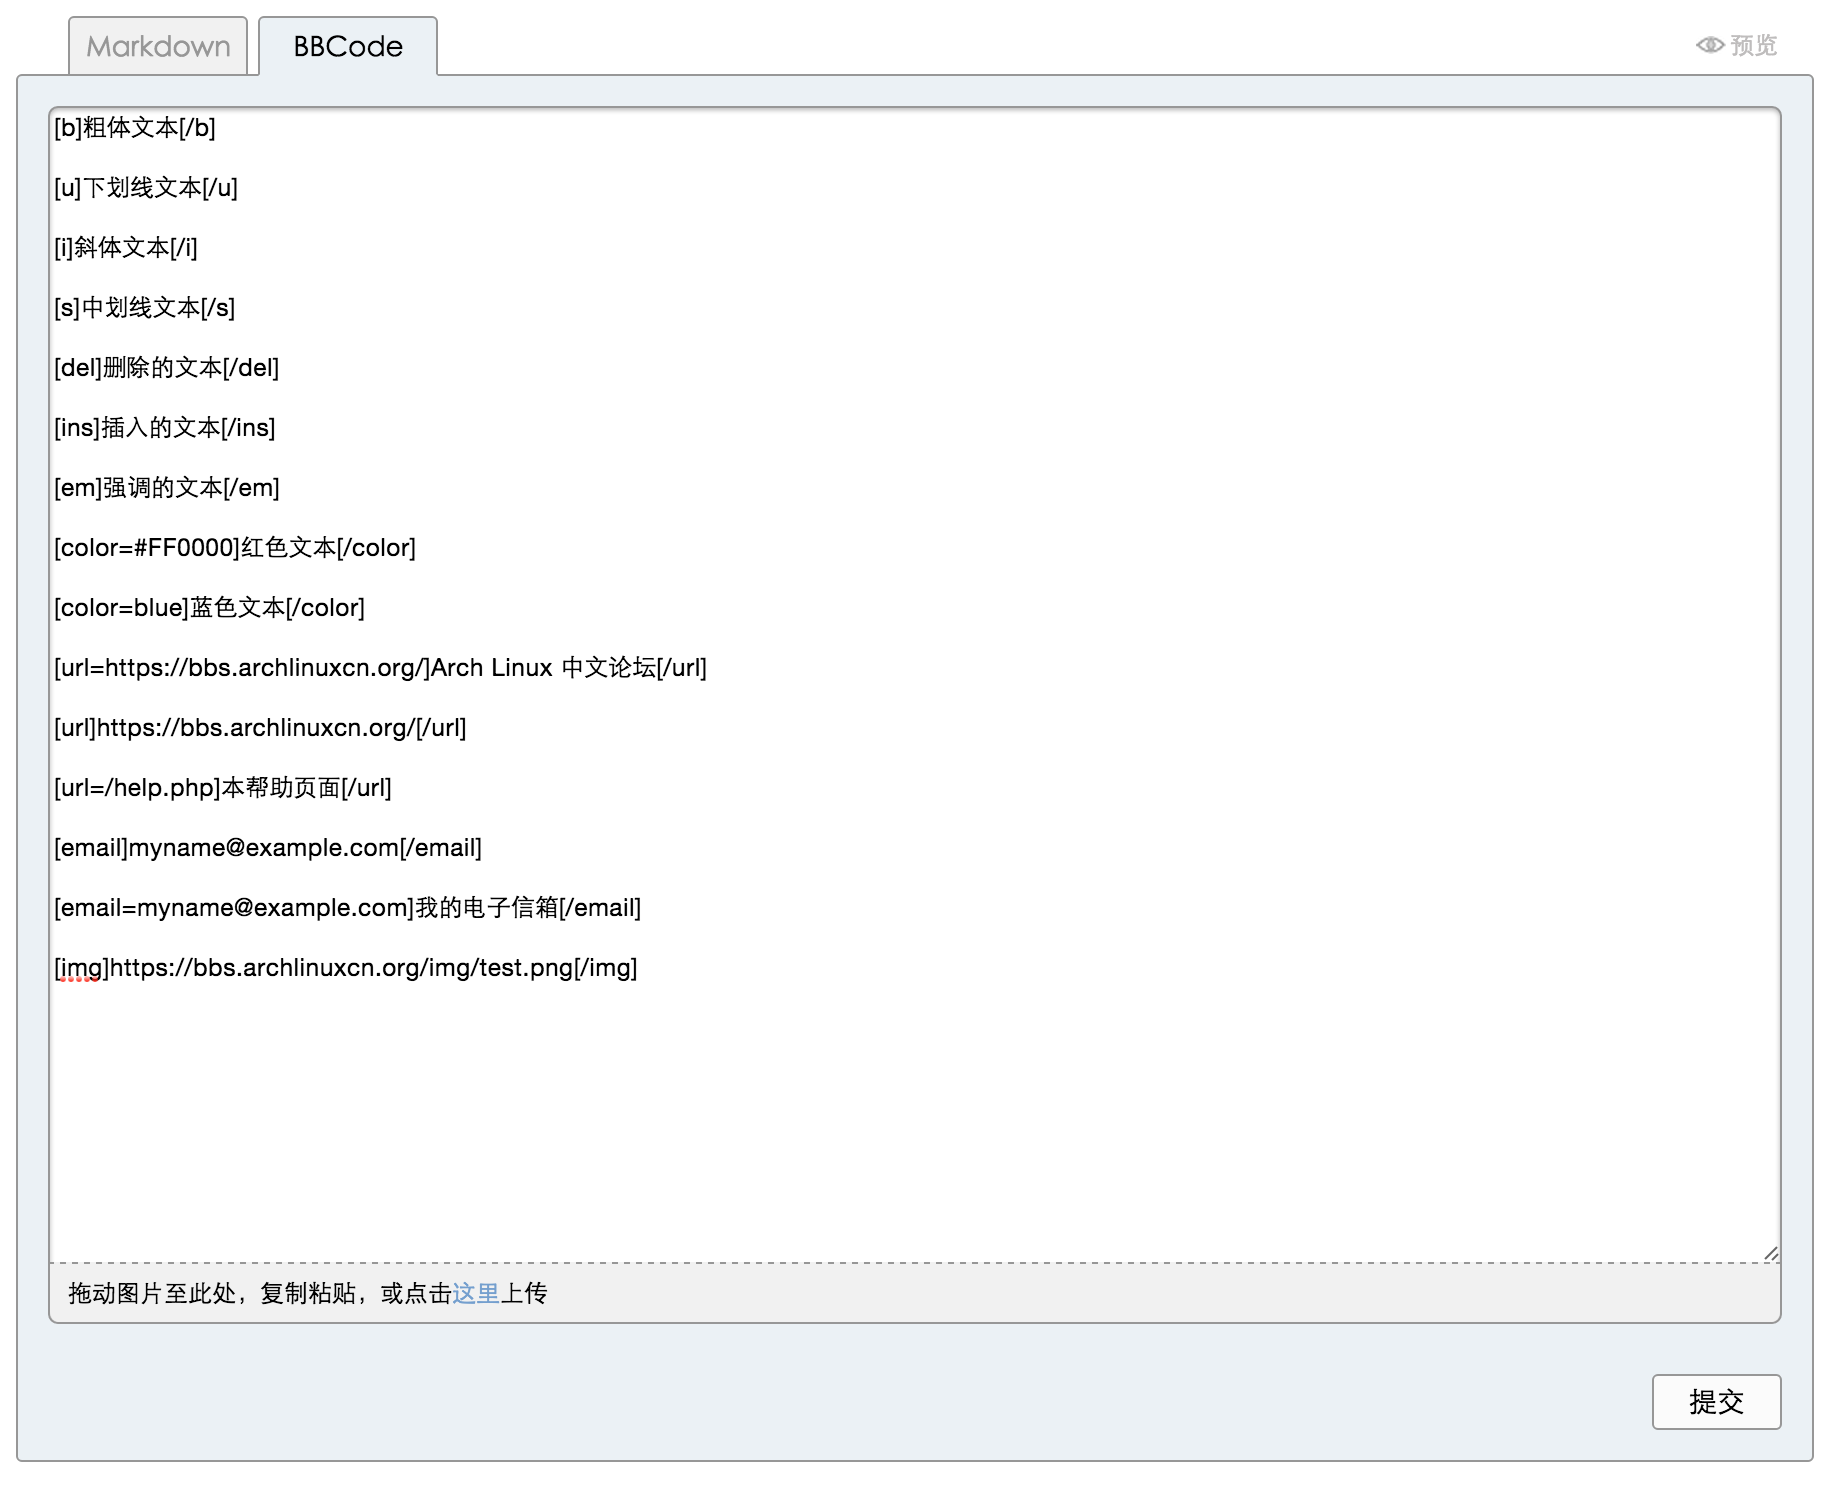 Markdown
BBCode
预览
[b]粗体文本[/b]
[u]下划线文本[/u]
[i]斜体文本[/i]
[s]中划线文本[/s]
[del]删除的文本[/del]
[ins]插入的文本[/ins]
[em]强调的文本[/em]
[color=#FF0000]红色文本[/color]
[color=blue]蓝色文本[/color]
[url=https://bbs.archlinuxcn.org/]Arch Linux 中文论坛[/url]
[url]https://bbs.archlinuxcn.org/[/url]
[url=/help.php]本帮助页面[/url]
[email]myname@example.com[/email]
[email=myname@example.com]我的电子信箱[/email]
[img]https://bbs.archlinuxcn.org/img/test.png[/img]
拖动图片至此处，复制粘贴，或点击这里上传
提交